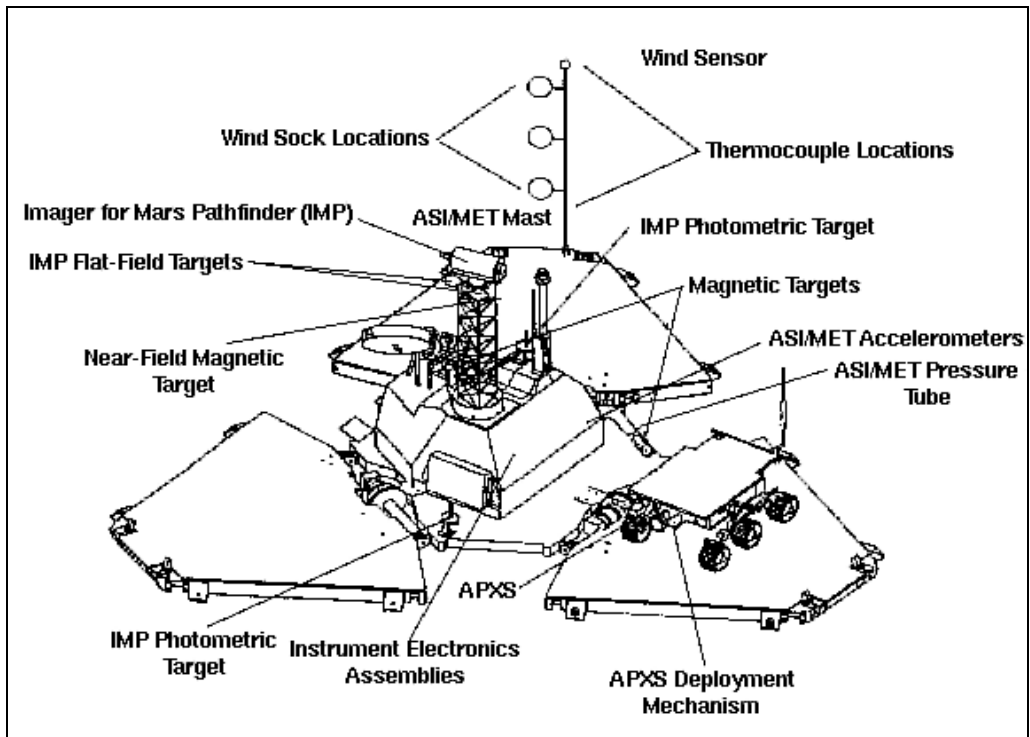 Wind Sensor
Wind Sock Locations
Thermocouple Locations
Imager for Mars Pathfinder (IMP)
ASI/MET Mast
IMP Photometric Target
IMP Flat-Field Targets
Magnetic Targets
Near-Field Magnetic
Target
ASI/MET Accelerometers
ASI/MET Pressure
Tube
APXS
IMP Photometric
Target
Instrument Electronics
Assemblies
APXS Deployment
Mechanism